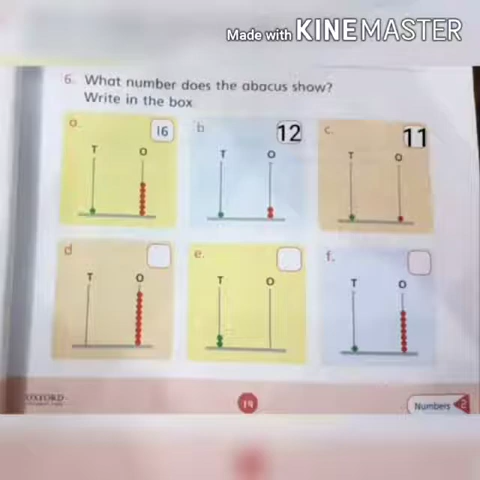 Made with KINEMASTER
6. What number does the abacus show?
Write in the box
a. 16 b 12 c. 11
T O T O T O
d e. f.
T O T O T O
OXFORD
19 Numbers 2